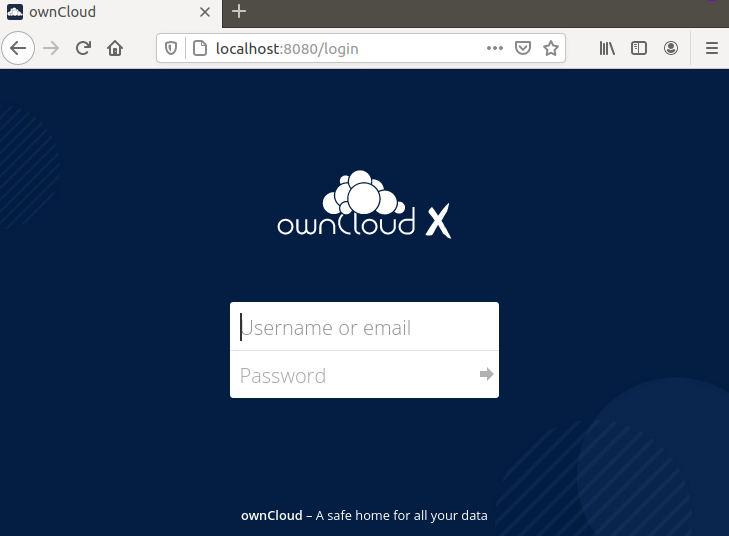 ownCloud
localhost:8080/login
ownCloud X
Username or email
Password
ownCloud – A safe home for all your data